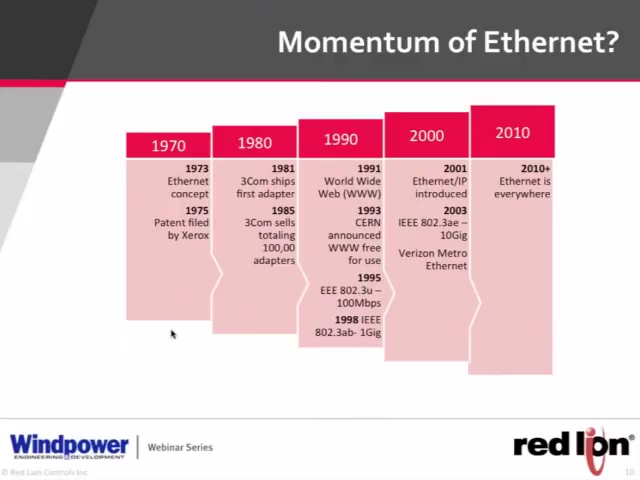 Momentum of Ethernet?
1970
1973
Ethernet
concept
1975
Patent filed
by Xerox
1980
1981
3Com ships
first adapter
1985
3Com sells
totaling
100,00
adapters
1990
1991
World Wide
Web (WWW)
1993
CERN
announced
WWW free
for use
1995
EEE 802.3u –
100Mbps
1998 IEEE
802.3ab- 1Gig
2000
2001
Ethernet/IP
introduced
2003
IEEE 802.3ae –
10Gig
Verizon Metro
Ethernet
2010
2010+
Ethernet is
everywhere
Windpower
ENGINEERING & DEVELOPMENT
Webinar Series
red lion®
© Red Lion Controls Inc
10